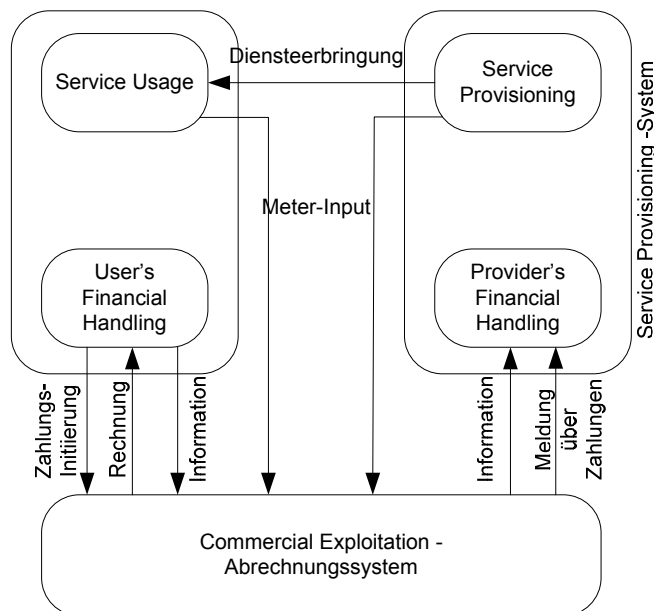 Diensteerbringung
Service Usage
Service
Provisioning
Service Provisioning -System
Meter-Input
User's
Financial
Handling
Provider's
Financial
Handling
Zahlungs-
Initiierung
Rechnung
Information
Information
Meldung
über
Zahlungen
Commercial Exploitation -
Abrechnungssystem